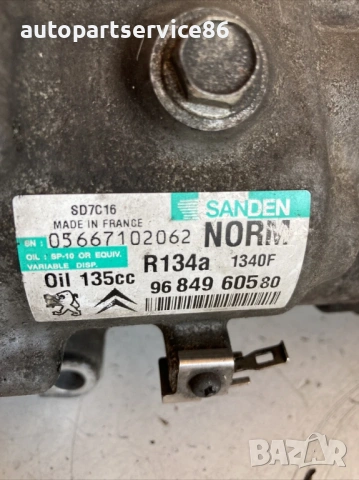 autopartservice86
SD7C16
MADE IN FRANCE
SANDEN
SN : 05667102062 NORM
OIL : SP-10 OR EQUIV.
VARIABLE DISP.
R134a 1340F
Oil 135cc
96 849 605 80
bazar